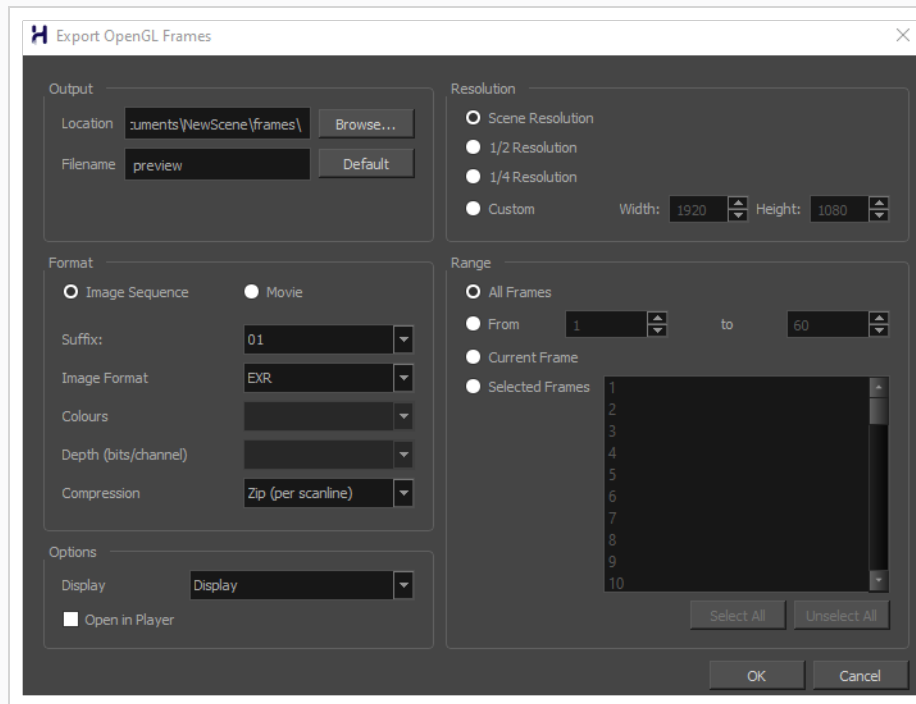 Export OpenGL Frames
Output
Location :uments\NewScene\frames\ Browse...
Filename preview Default
Resolution
Scene Resolution
1/2 Resolution
1/4 Resolution
Custom Width: 1920 Height: 1080
Format
Image Sequence Movie
Suffix: 01
Image Format EXR
Colours
Depth (bits/channel)
Compression Zip (per scanline)
Options
Display Display
Open in Player
Range
All Frames
From 1 to 60
Current Frame
Selected Frames 1
2
3
4
5
6
7
8
9
10
Select All Unselect All
OK Cancel